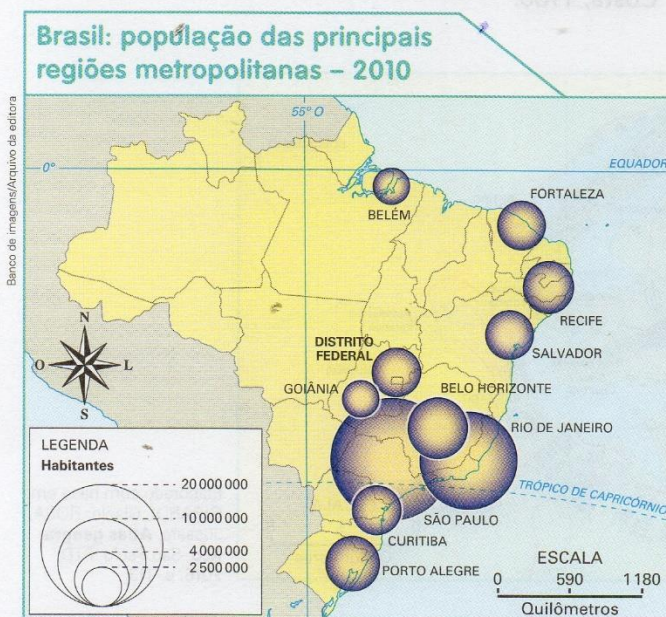 Brasil: população das principais
regiões metropolitanas – 2010
Banco de imagens/Arquivo da editora
55° O
0°
EQUADOR
BELÉM
FORTALEZA
RECIFE
SALVADOR
DISTRITO
FEDERAL
GOIÂNIA
BELO HORIZONTE
RIO DE JANEIRO
TRÓPICO DE CAPRICÓRNIO
SÃO PAULO
CURITIBA
PORTO ALEGRE
N
O
L
S
LEGENDA
Habitantes
20 000 000
10 000 000
4 000 000
2 500 000
ESCALA
0 590 1 180
Quilômetros